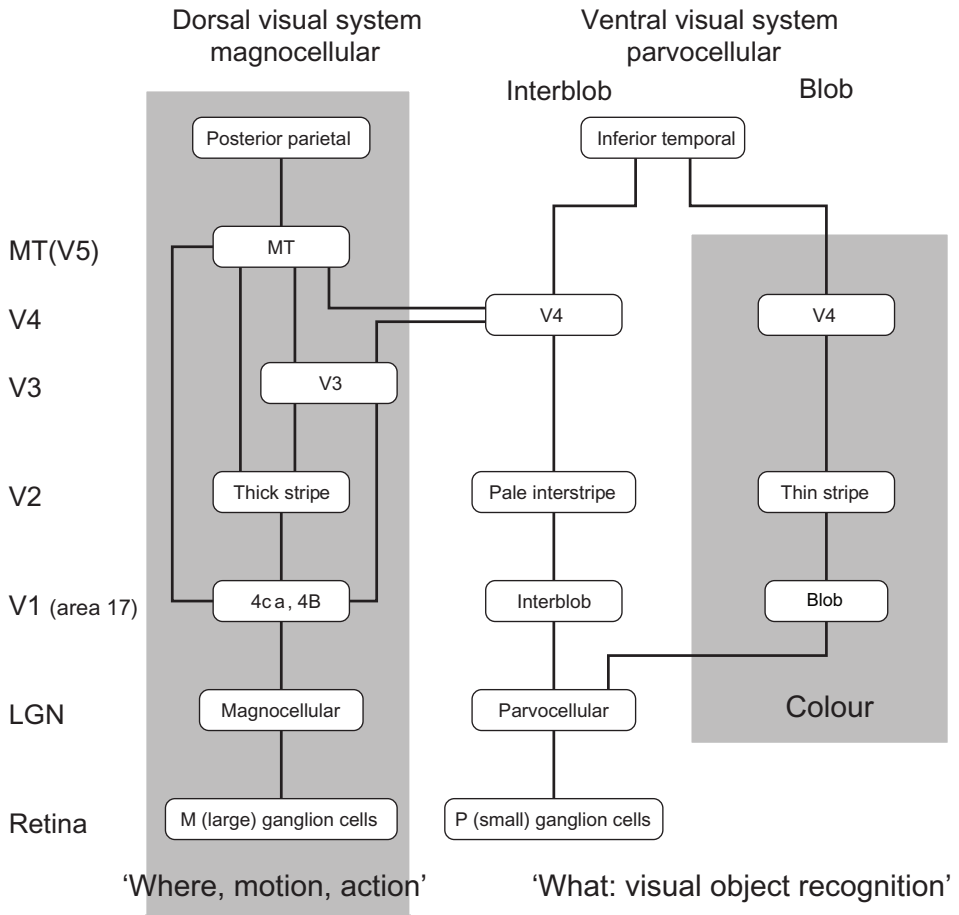 Dorsal visual system
magnocellular
Ventral visual system
parvocellular
Interblob
Blob
Posterior parietal
Inferior temporal
MT(V5)
MT
V4
V4
V4
V3
V3
V2
Thick stripe
Pale interstripe
Thin stripe
V1 (area 17)
4ca, 4B
Interblob
Blob
LGN
Magnocellular
Parvocellular
Colour
Retina
M (large) ganglion cells
P (small) ganglion cells
‘Where, motion, action’
‘What: visual object recognition’